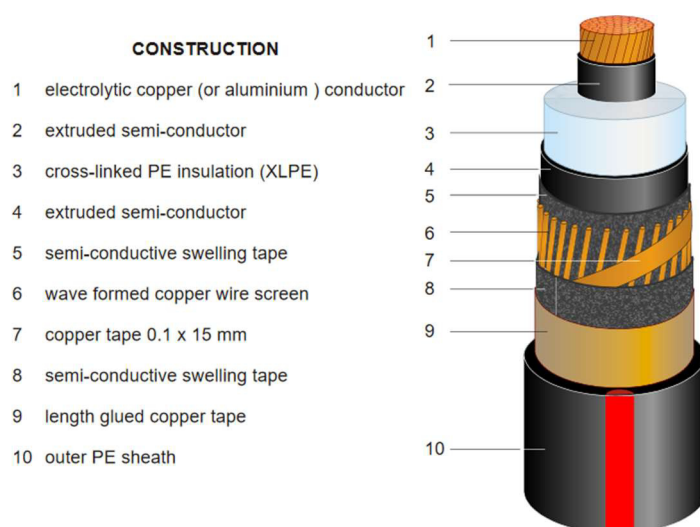 CONSTRUCTION
1 electrolytic copper (or aluminium ) conductor
2 extruded semi-conductor
3 cross-linked PE insulation (XLPE)
4 extruded semi-conductor
5 semi-conductive swelling tape
6 wave formed copper wire screen
7 copper tape 0.1 x 15 mm
8 semi-conductive swelling tape
9 length glued copper tape
10 outer PE sheath
1
2
3
4
5
6
7
8
9
10